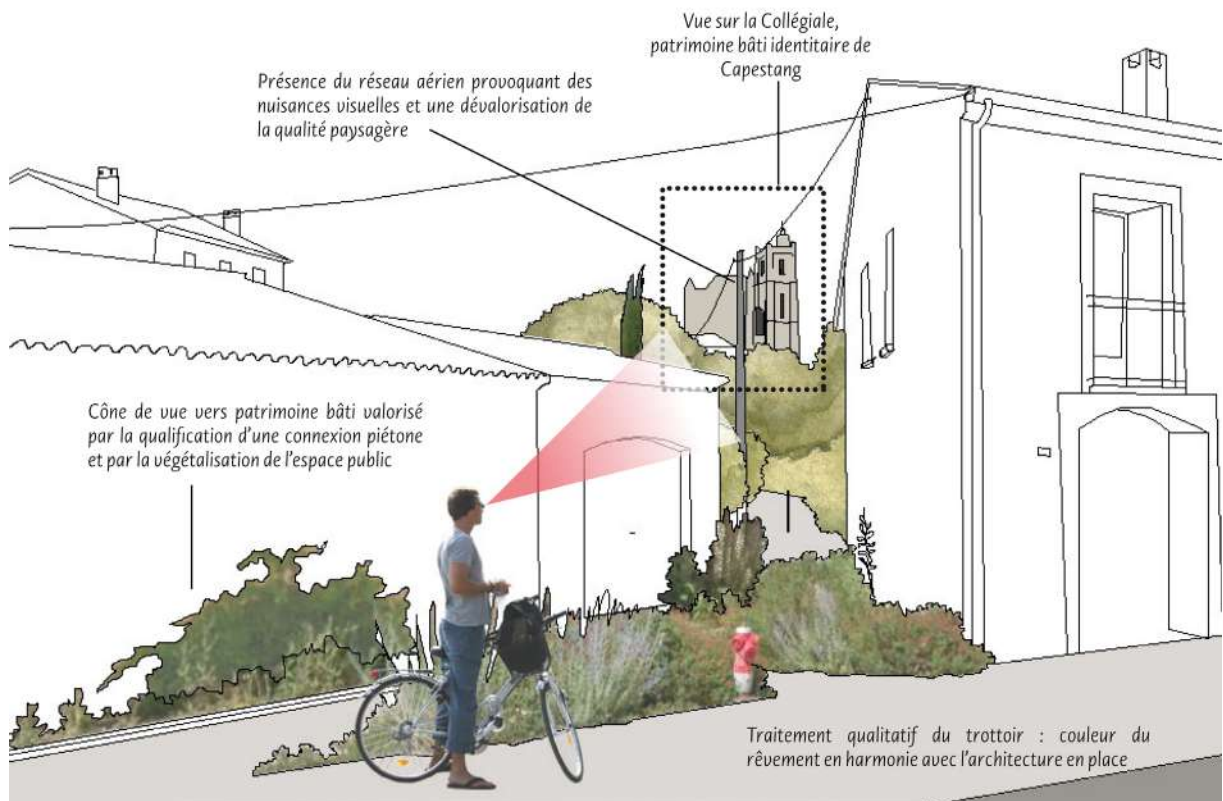 Vue sur la Collégiale,
patrimoine bâti identitaire de
Capestang
Présence du réseau aérien provoquant des
nuisances visuelles et une dévalorisation de
la qualité paysagère
Cône de vue vers patrimoine bâti valorisé
par la qualification d'une connexion piétone
et par la végétalisation de l'espace public
Traitement qualitatif du trottoir : couleur du
rêvement en harmonie avec l'architecture en place